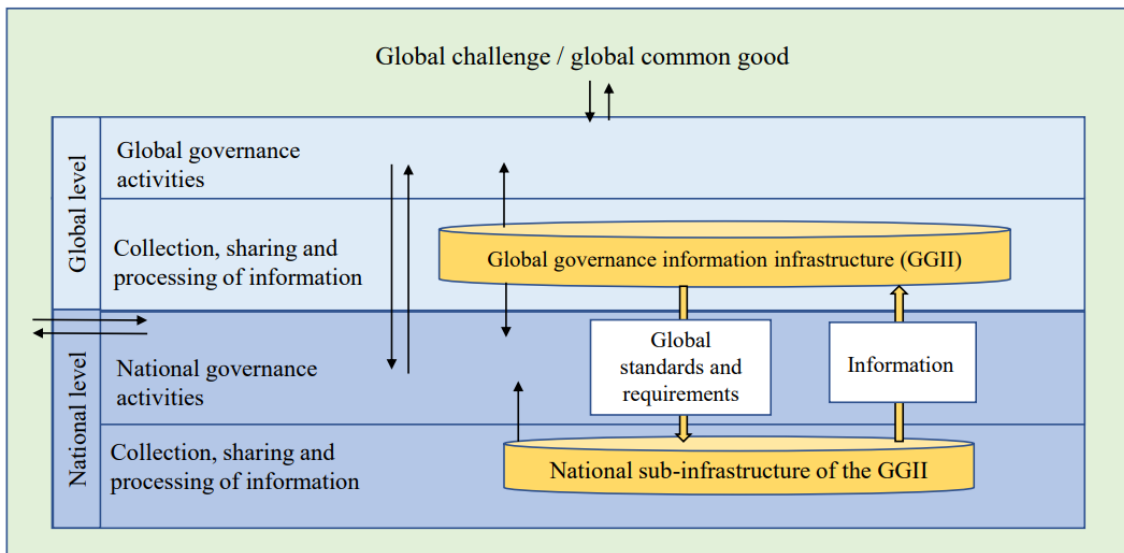 Global challenge / global common good
Global level
Global governance
activities
Collection, sharing and
processing of information
Global governance information infrastructure (GGII)
National level
National governance
activities
Global
standards and
requirements
Information
Collection, sharing and
processing of information
National sub-infrastructure of the GGII